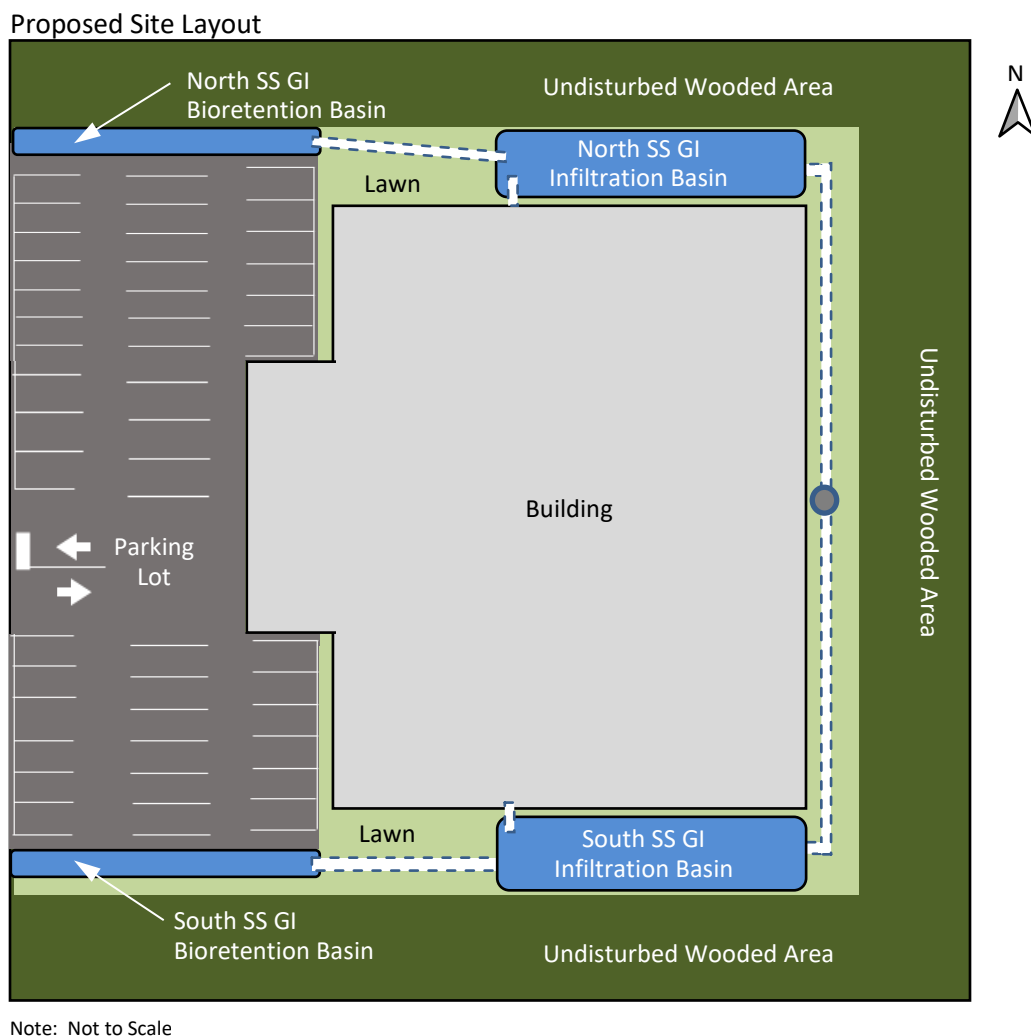 Proposed Site Layout
North SS GI
Bioretention Basin
Undisturbed Wooded Area
N
North SS GI
Infiltration Basin
Lawn
Undisturbed Wooded Area
Building
Parking
Lot
Lawn
South SS GI
Infiltration Basin
South SS GI
Bioretention Basin
Undisturbed Wooded Area
Note: Not to Scale